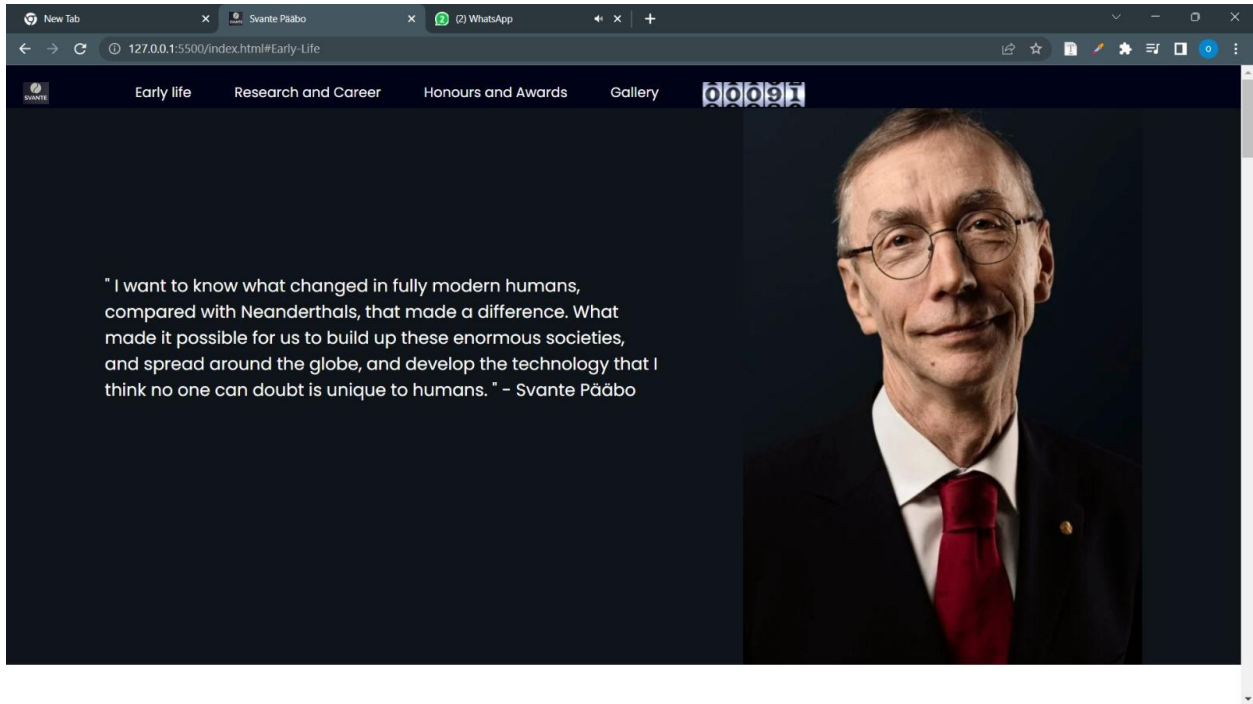 New Tab
Svante Pääbo
(2) WhatsApp
127.0.0.1:5500/index.html#Early-Life
SVANTE
Early life
Research and Career
Honours and Awards
Gallery
00091
" I want to know what changed in fully modern humans,
compared with Neanderthals, that made a difference. What
made it possible for us to build up these enormous societies,
and spread around the globe, and develop the technology that I
think no one can doubt is unique to humans. " - Svante Pääbo